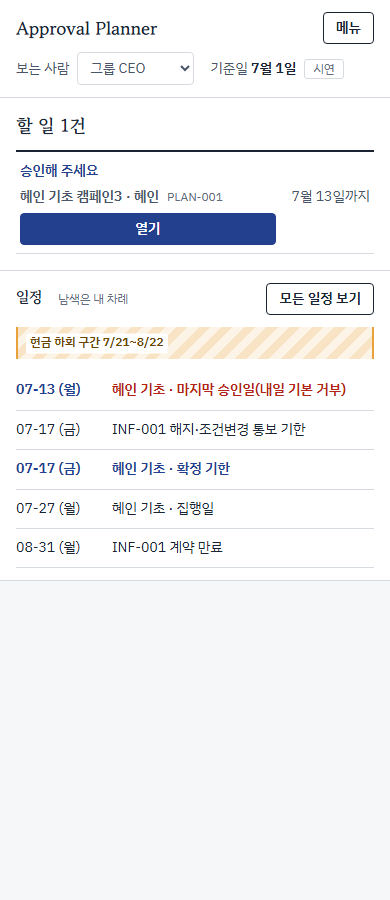 Approval Planner
메뉴
보는 사람 그룹 CEO 기준일 7월 1일 시연
할 일 1건
승인해 주세요
혜인 기초 캠페인3 · 혜인 PLAN-001 7월 13일까지
열기
일정 남색은 내 차례 모든 일정 보기
현금 하회 구간 7/21~8/22
07-13 (월) 혜인 기초 · 마지막 승인일(내일 기본 거부)
07-17 (금) INF-001 해지·조건변경 통보 기한
07-17 (금) 혜인 기초 · 확정 기한
07-27 (월) 혜인 기초 · 집행일
08-31 (월) INF-001 계약 만료